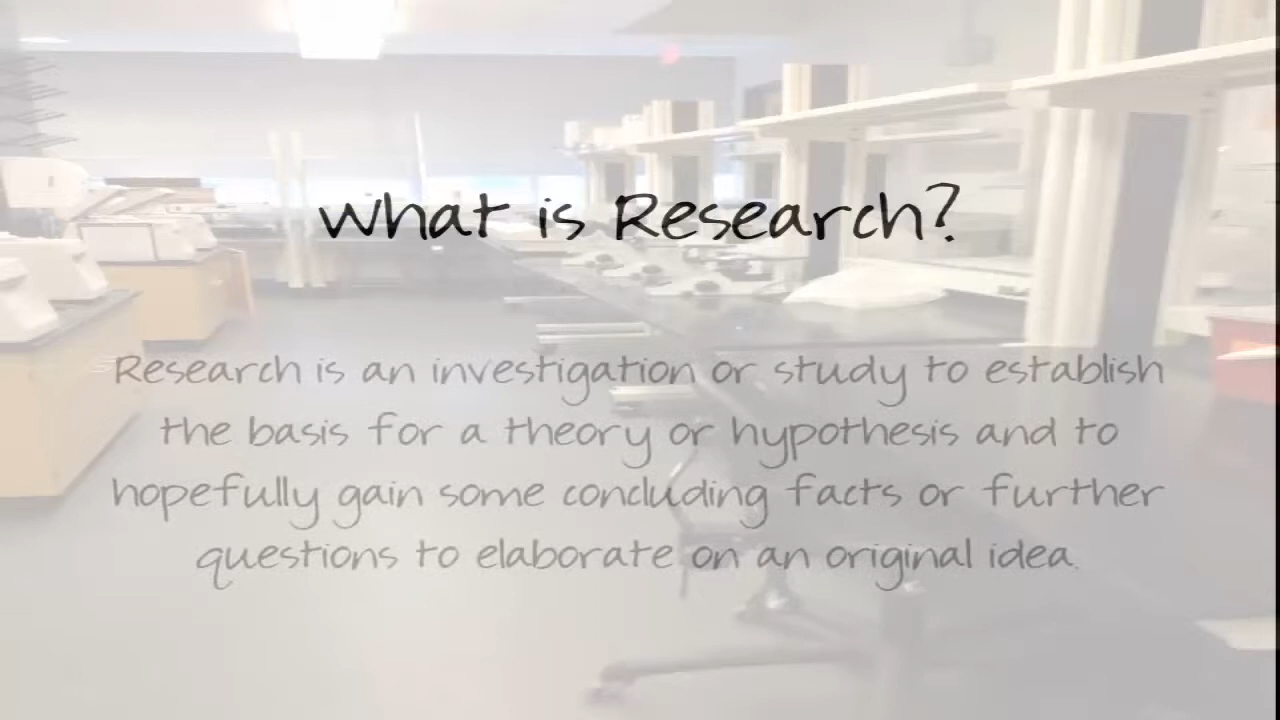 What is Research?
Research is an investigation or study to establish
the basis for a theory or hypothesis and to
hopefully gain some concluding facts or further
questions to elaborate on an original idea.